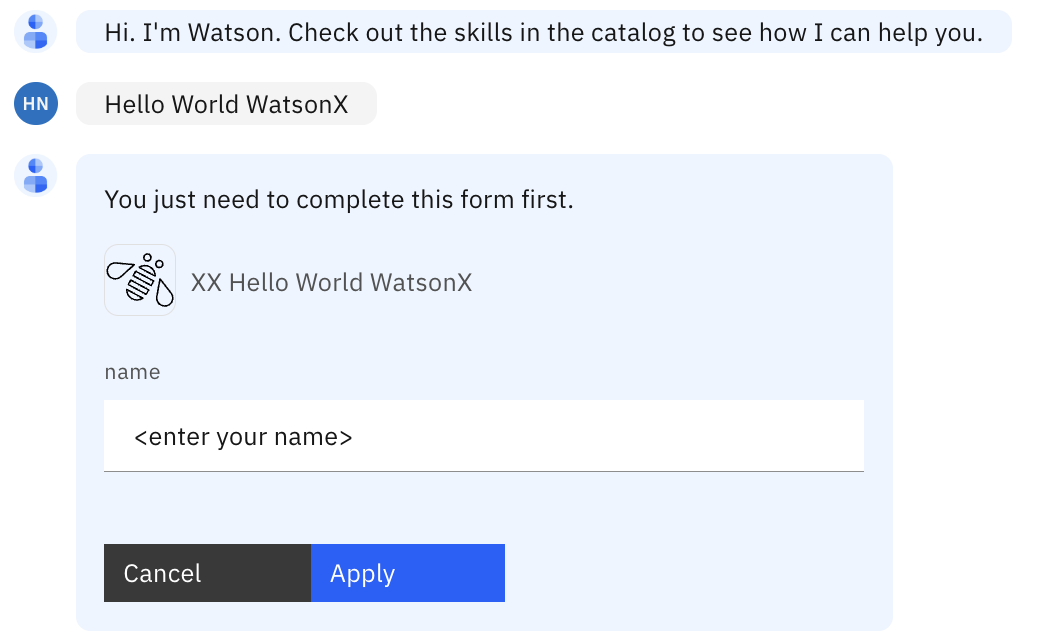 Hi. I'm Watson. Check out the skills in the catalog to see how I can help you.
HN
Hello World WatsonX
You just need to complete this form first.
XX Hello World WatsonX
name
<enter your name>
Cancel
Apply